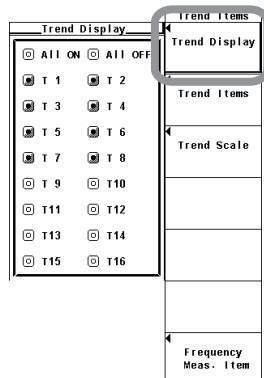 Trend Items
Trend Display
Trend Display
All ON All OFF
T 1 T 2
T 3 T 4
T 5 T 6
T 7 T 8
T 9 T10
T11 T12
T13 T14
T15 T16
Trend Items
Trend Scale
Frequency
Meas. Item